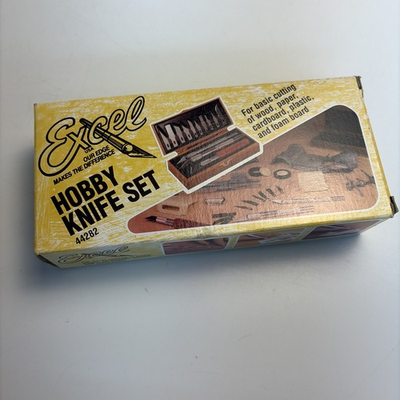 Excel
USA
OUR EDGE
MAKES THE DIFFERENCE
HOBBY
KNIFE SET
44282
For basic cutting
of wood, paper,
cardboard, plastic,
and foam board
Excel